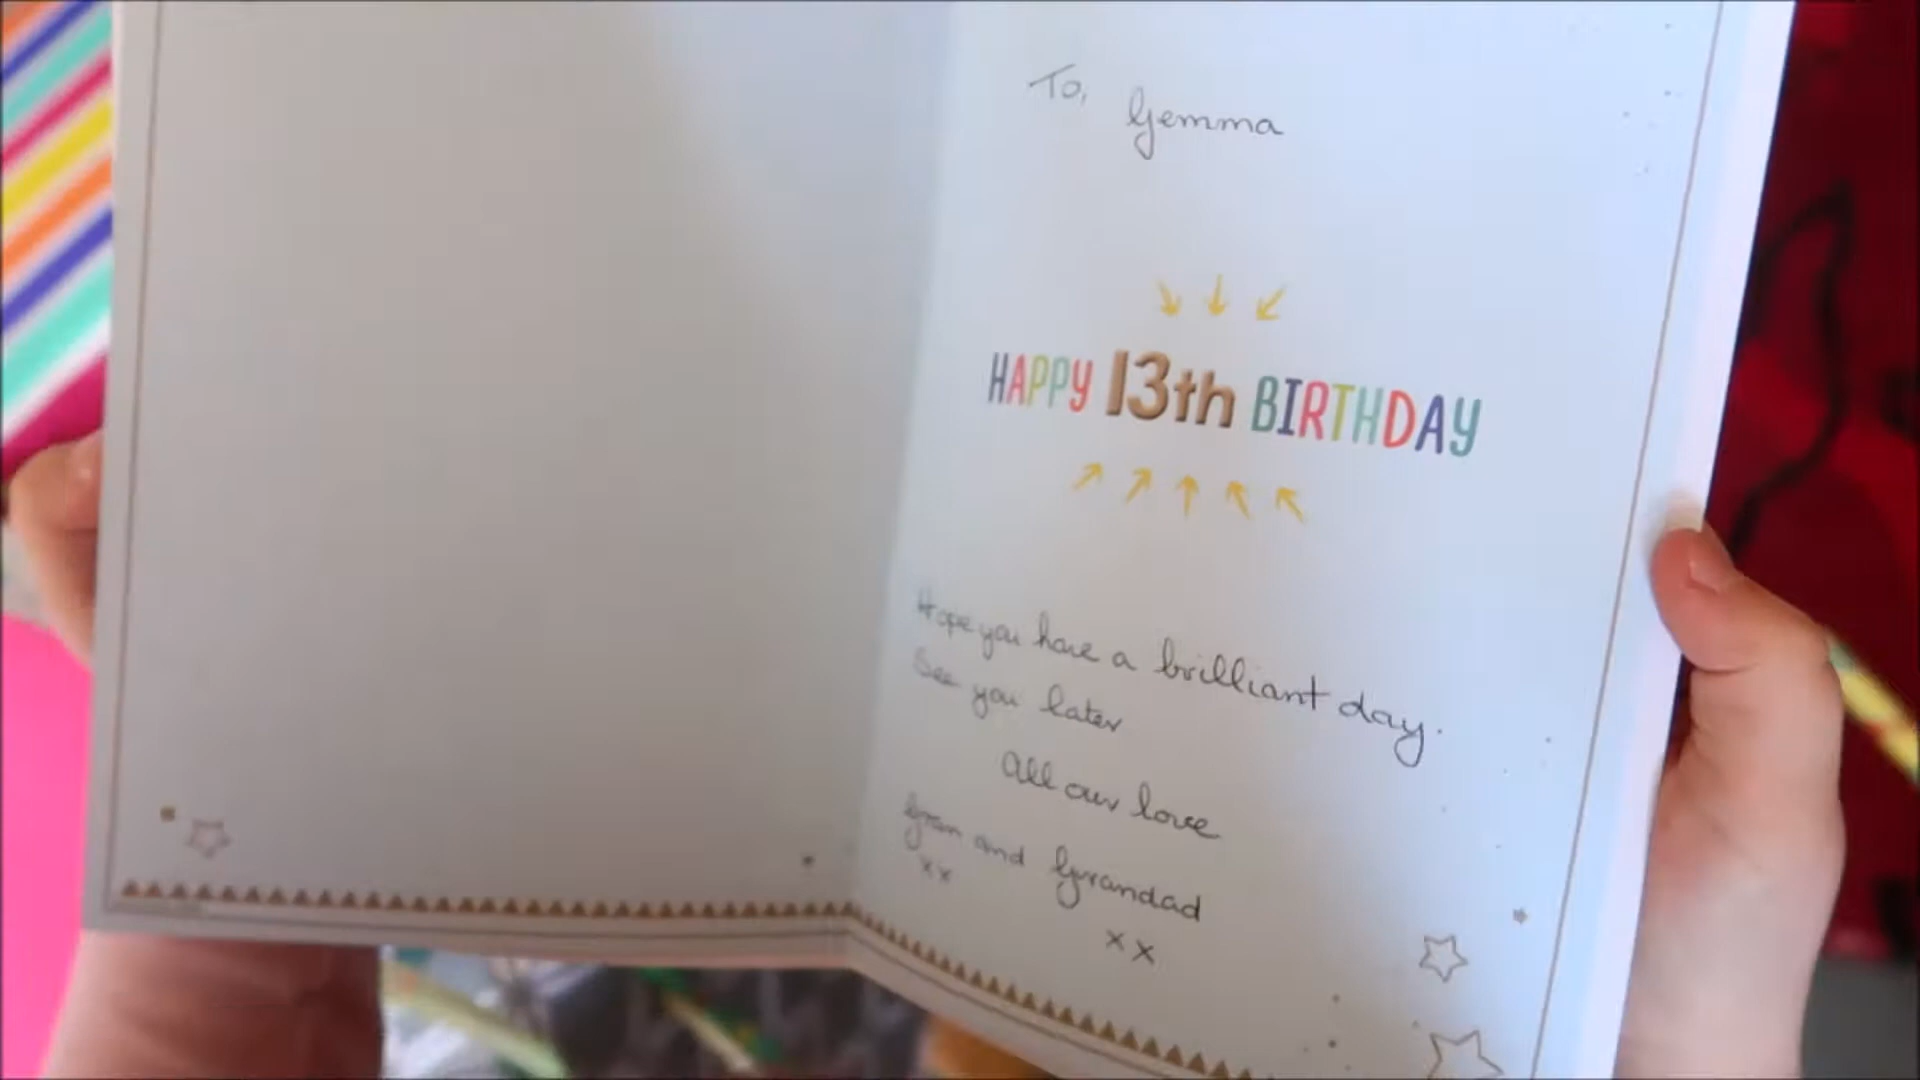 To, Gemma
HAPPY 13th BIRTHDAY
Hope you have a brilliant day.
See you later
All our love
Gran and Grandad
xx
xx